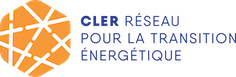 CLER RÉSEAU
POUR LA TRANSITION
ÉNERGÉTIQUE